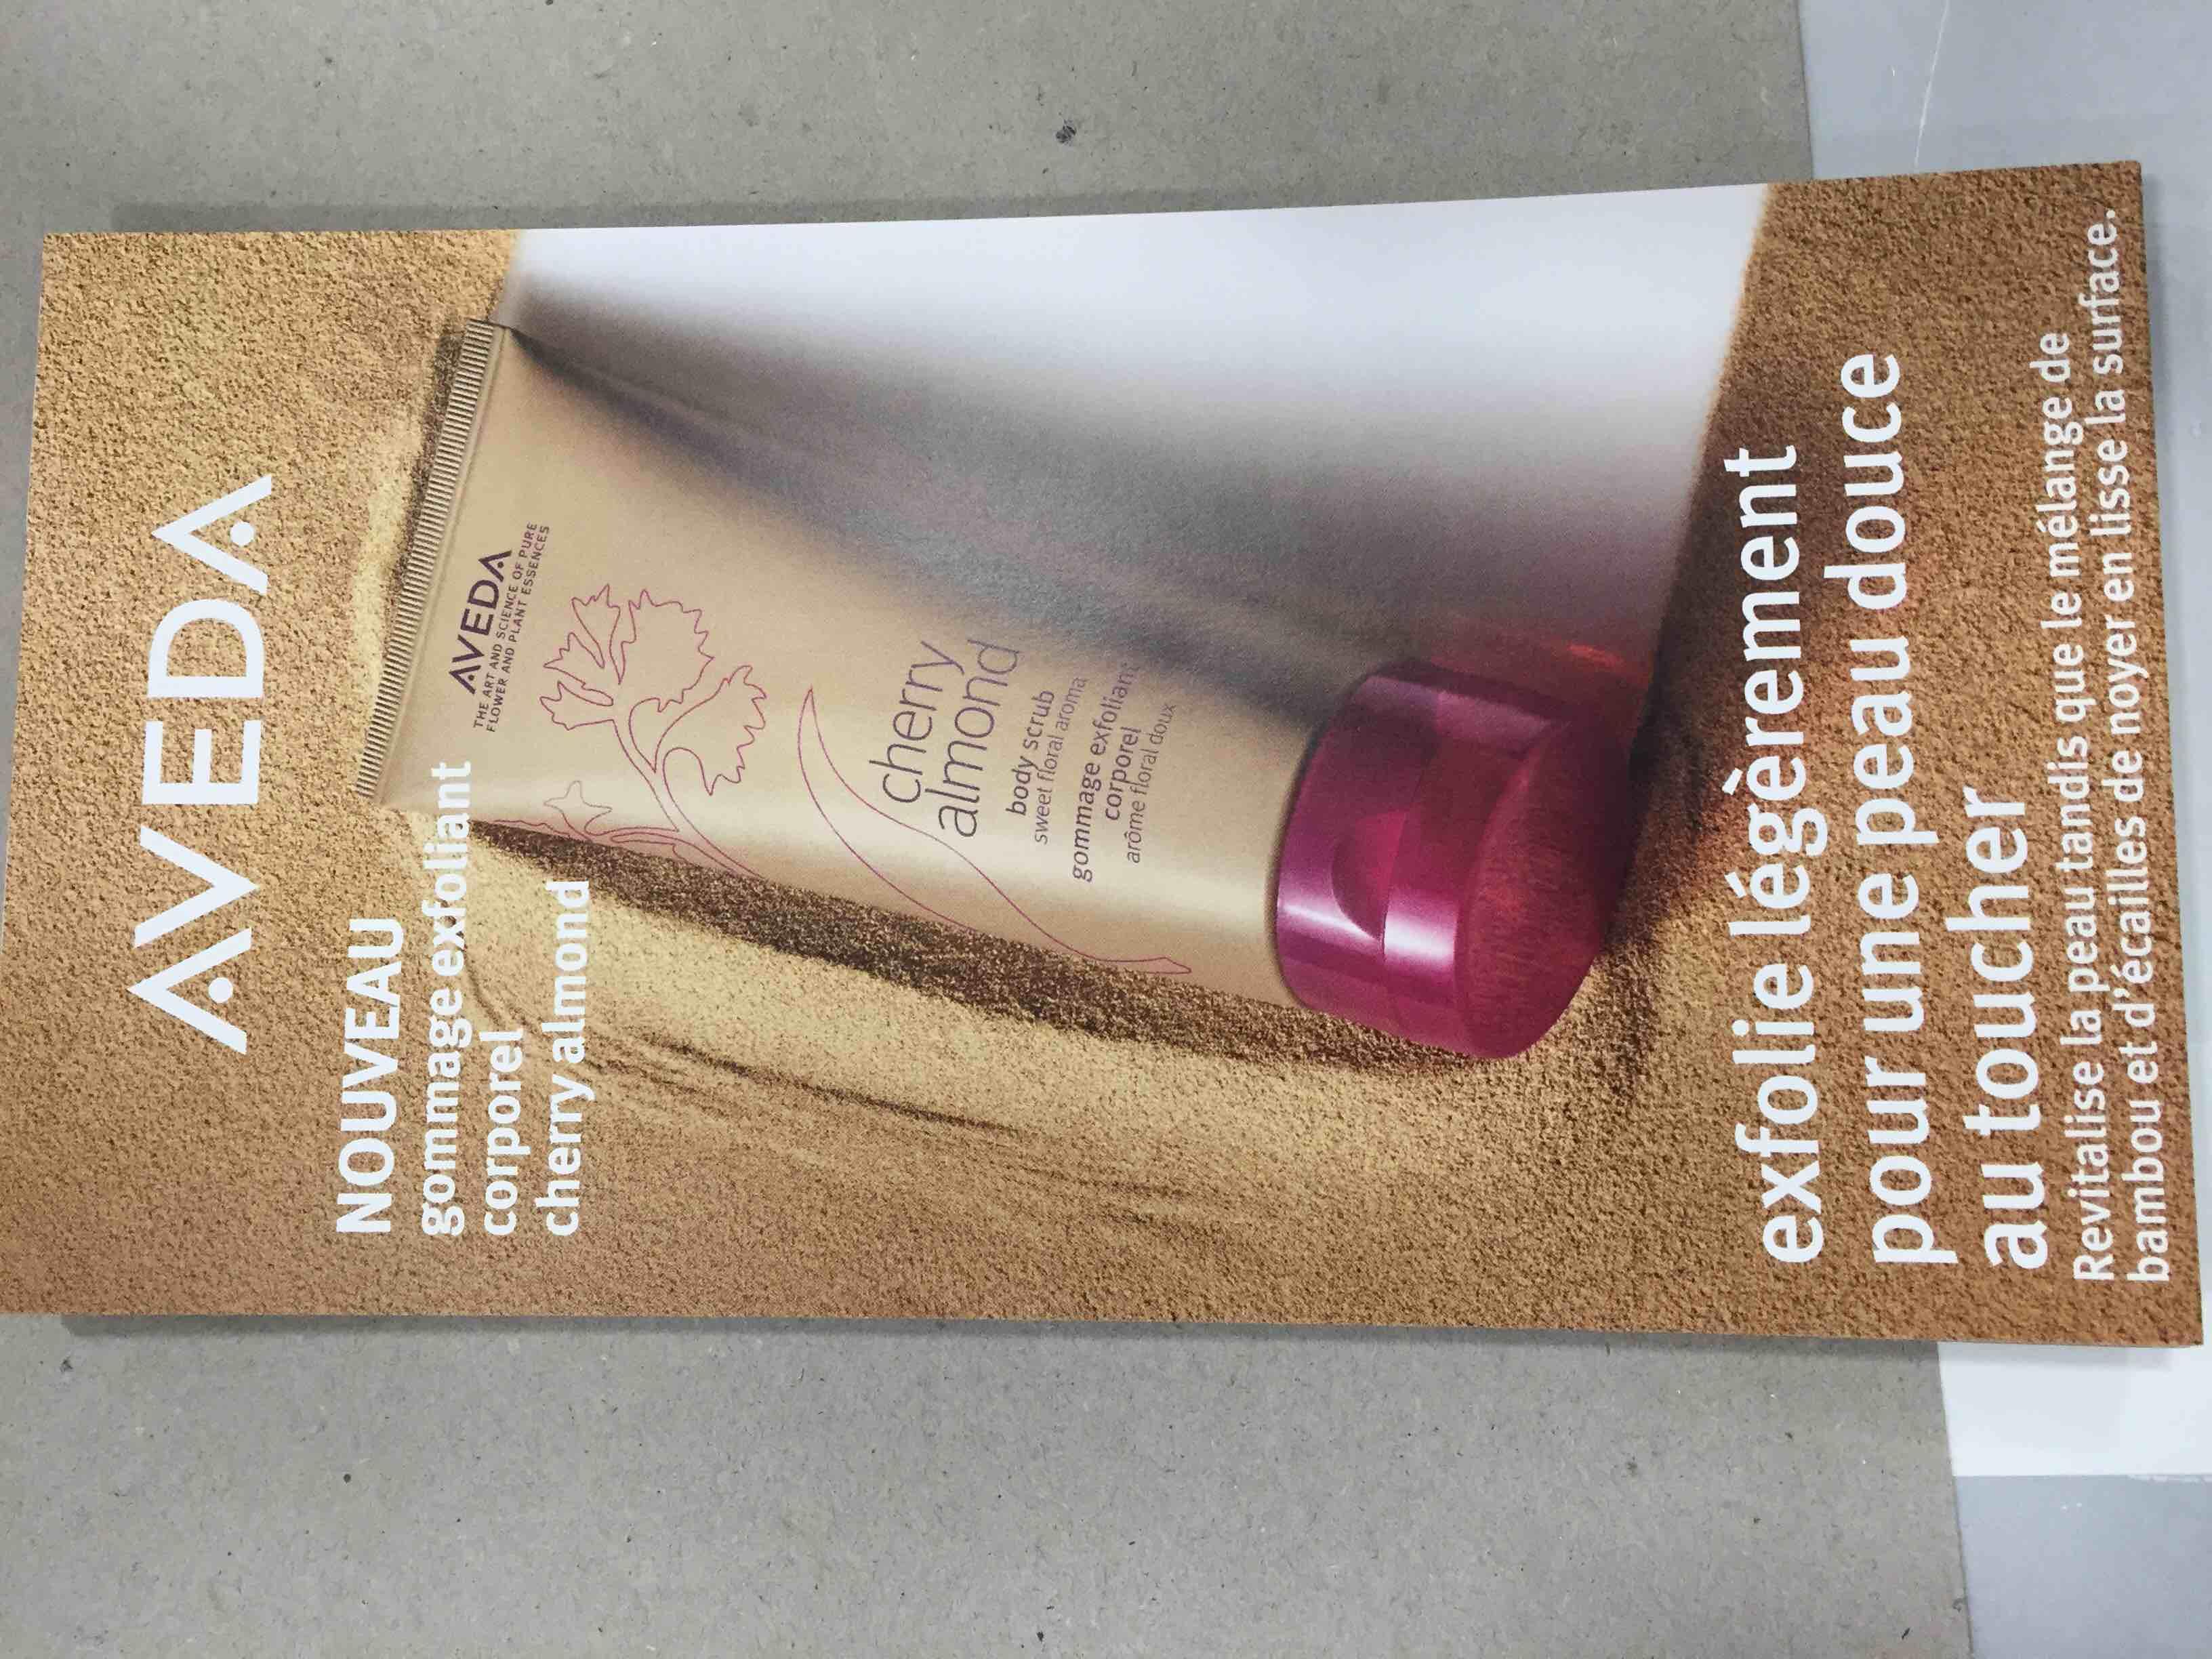 AVEDA
NOUVEAU
gommage exfoliant
corporel
cherry almond
AVEDA
THE ART AND SCIENCE OF PURE
FLOWER AND PLANT ESSENCES
cherry
almond
body scrub
sweet floral aroma
gommage exfoliant
corporel
arôme floral doux
exfolie légèrement
pour une peau douce
au toucher
Revitalise la peau tandis que le mélange de
bambou et d'écailles de noyer en lisse la surface.